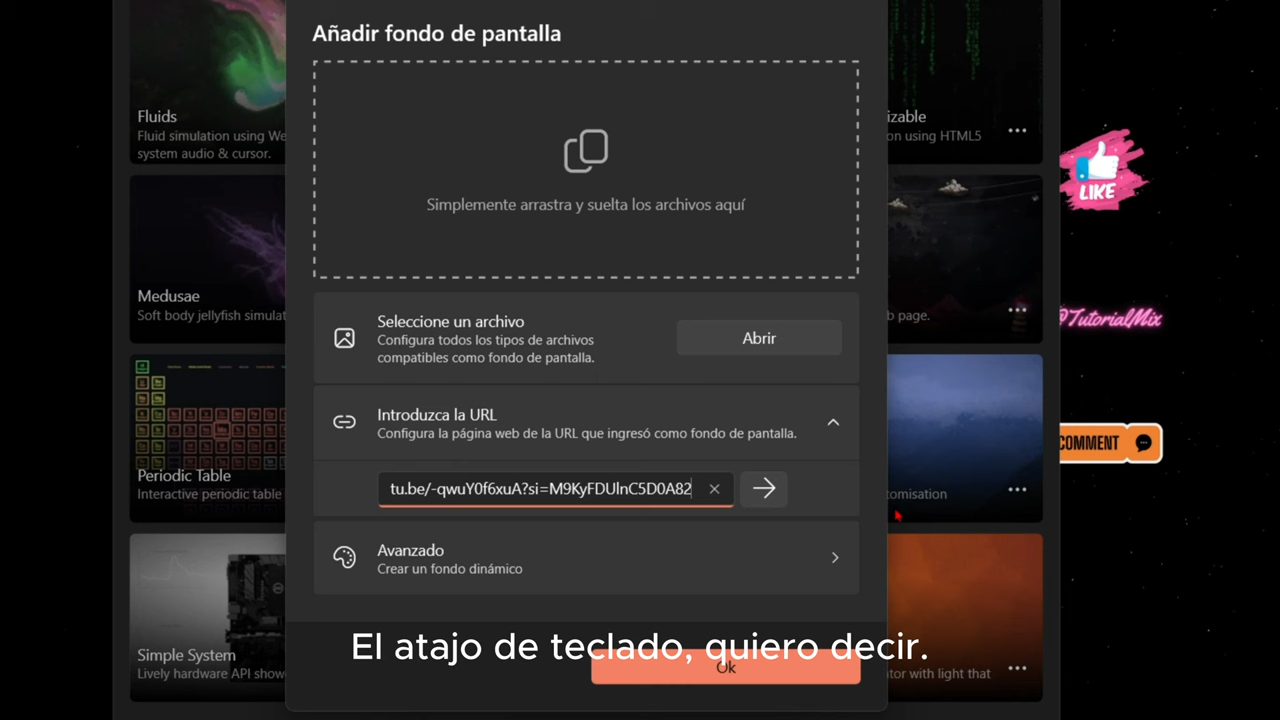 Añadir fondo de pantalla
Simplemente arrastra y suelta los archivos aquí
Seleccione un archivo
Configura todos los tipos de archivos
compatibles como fondo de pantalla.
Abrir
Introduzca la URL
Configura la página web de la URL que ingresó como fondo de pantalla.
tu.be/-qwuY0f6xuA?si=M9KyFDUlnC5D0A82
Avanzado
Crear un fondo dinámico
Ok
El atajo de teclado, quiero decir.
Fluids
Fluid simulation using We
system audio & cursor.
Medusae
Soft body jellyfish simulat
Periodic Table
Interactive periodic table
Simple System
Lively hardware API show
izable
on using HTML5
b page.
omisation
tor with light that
LIKE
@TutorialMix
COMMENT